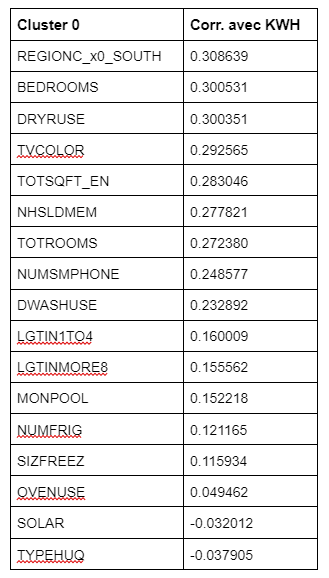 Cluster 0 Corr. avec KWH
REGIONC_x0_SOUTH 0.308639
BEDROOMS 0.300531
DRYRUSE 0.300351
TVCOLOR 0.292565
TOTSQFT_EN 0.283046
NHSLDMEM 0.277821
TOTROOMS 0.272380
NUMSMPHONE 0.248577
DWASHUSE 0.232892
LGTIN1TO4 0.160009
LGTINMORE8 0.155562
MONPOOL 0.152218
NUMFRIG 0.121165
SIZFREEZ 0.115934
OVENUSE 0.049462
SOLAR -0.032012
TYPEHUQ -0.037905